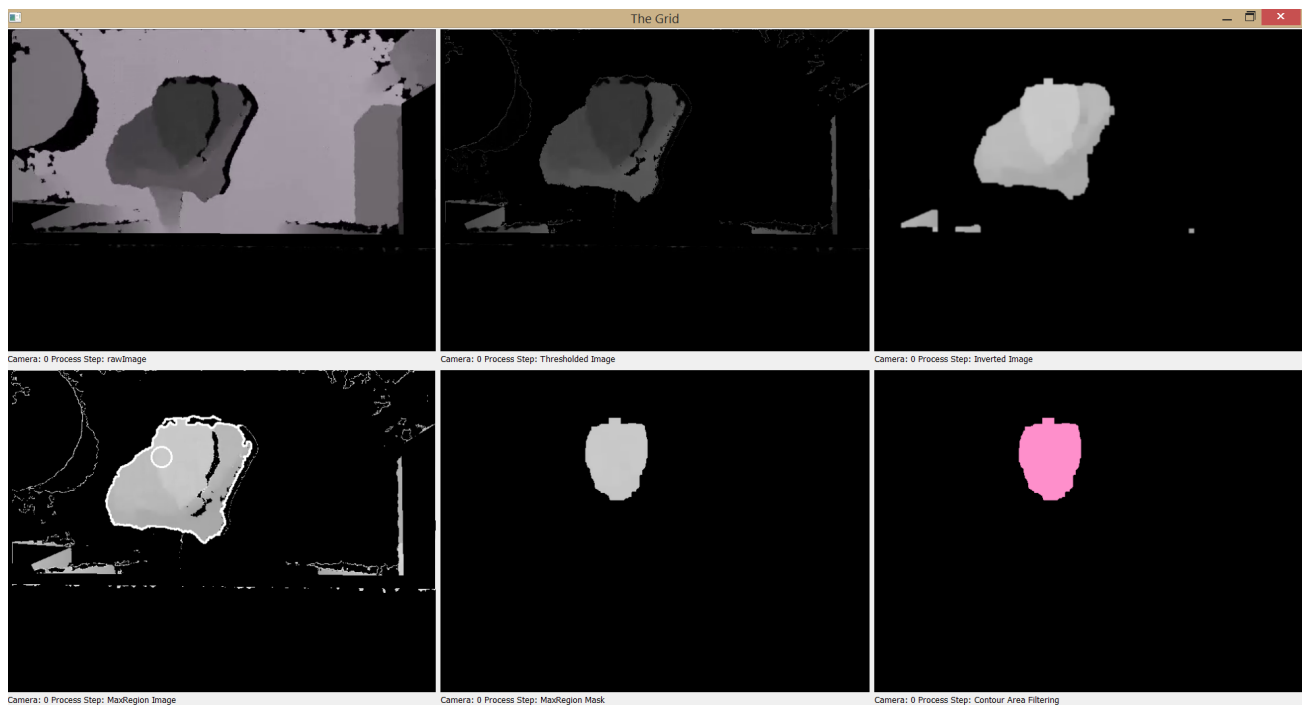 The Grid
Camera: 0 Process Step: rawImage
Camera: 0 Process Step: Thresholded Image
Camera: 0 Process Step: Inverted Image
Camera: 0 Process Step: MaxRegion Image
Camera: 0 Process Step: MaxRegion Mask
Camera: 0 Process Step: Contour Area Filtering